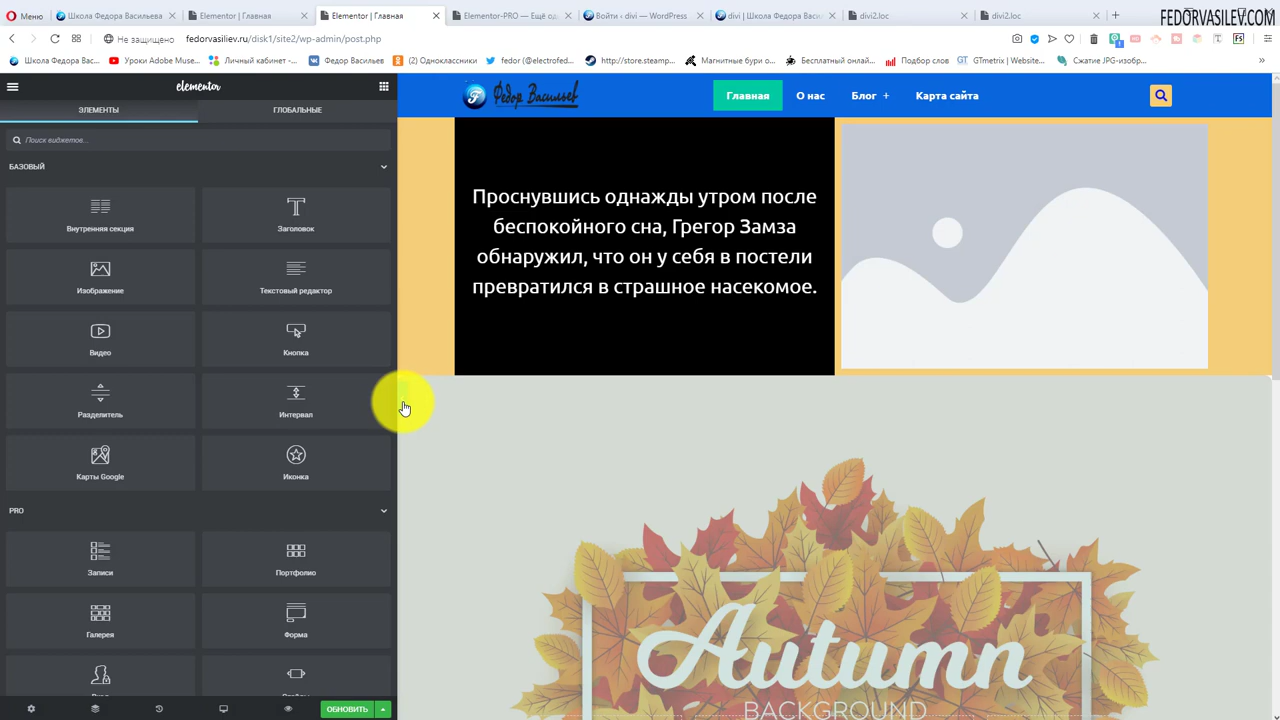 Меню
Школа Федора Васильева
Elementor | Главная
Elementor | Главная
Elementor-PRO — Ещё од
Войти ‹ divi — WordPress
divi | Школа Федора Васил
divi2.loc
divi2.loc
FEDORVASILEV.COM
Не защищено
fedorvasiliev.ru/disk1/site2/wp-admin/post.php
Школа Федора Вас...
Уроки Adobe Muse...
Личный кабинет -...
Федор Васильев
(1) Одноклассники
fedor (@electrofed...
http://store.steamp...
Магнитные бури о...
Бесплатный онлай...
Подбор слов
GTmetrix | Website...
Сжатие JPG-изобр...
»
elementor
ЭЛЕМЕНТЫ
ГЛОБАЛЬНЫЕ
Поиск виджетов...
БАЗОВЫЙ
Внутренняя секция
Заголовок
Изображение
Текстовый редактор
Видео
Кнопка
Разделитель
Интервал
Карты Google
Иконка
PRO
Записи
Портфолио
Галерея
Форма
ОБНОВИТЬ
Федор Васильев
Главная
О нас
Блог +
Карта сайта
Проснувшись однажды утром после
беспокойного сна, Грегор Замза
обнаружил, что он у себя в постели
превратился в страшное насекомое.
Autumn
BACKGROUND